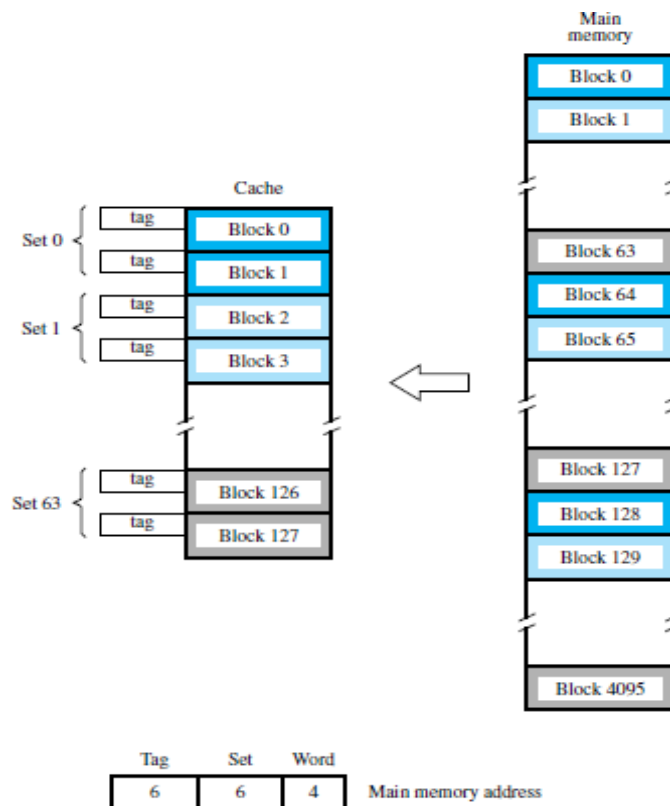 Main
memory
Block 0
Block 1
Cache
tag
Block 0
Block 63
Set 0
tag
Block 1
Block 64
tag
Block 2
Set 1
Block 65
tag
Block 3
tag
Block 126
Block 127
Set 63
tag
Block 127
Block 128
Block 129
Block 4095
Tag Set Word
6 6 4 Main memory address